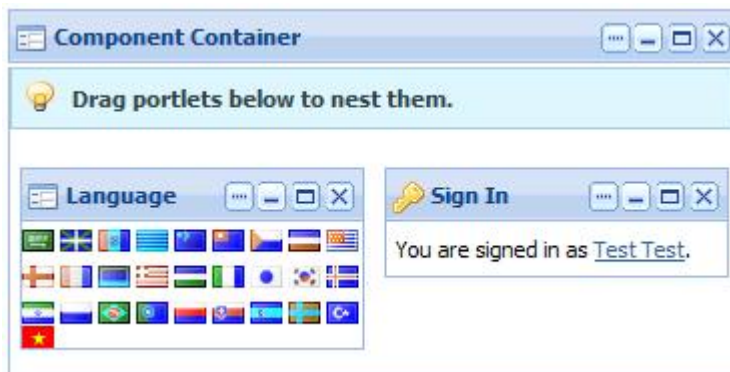 Component Container
Drag portlets below to nest them.
Language
Sign In
You are signed in as Test Test.